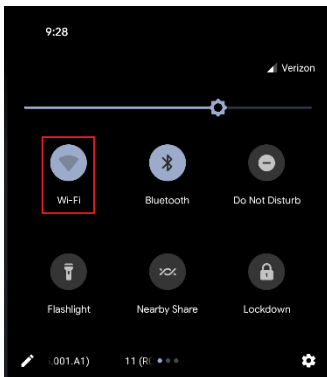 9:28
Verizon
Wi-Fi Bluetooth Do Not Disturb
Flashlight Nearby Share Lockdown
.001.A1) 11 (R